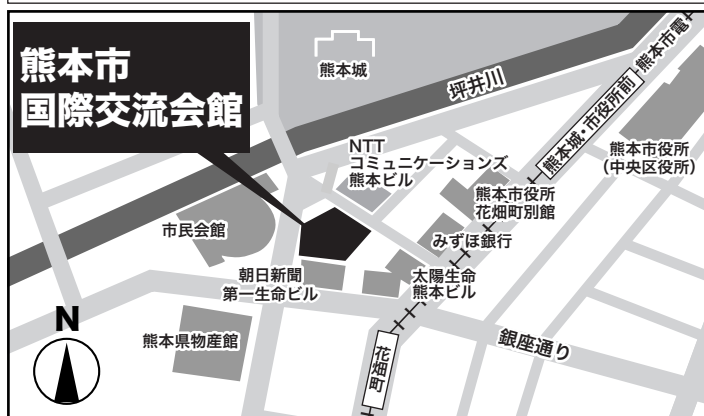 熊本市
国際交流会館
熊本城
坪井川
熊本城・市役所前
熊本市電
熊本市役所
(中央区役所)
NTT
コミュニケーションズ
熊本ビル
熊本市役所
花畑町別館
みずほ銀行
市民会館
朝日新聞
第一生命ビル
太陽生命
熊本ビル
銀座通り
熊本県物産館
花畑町
N